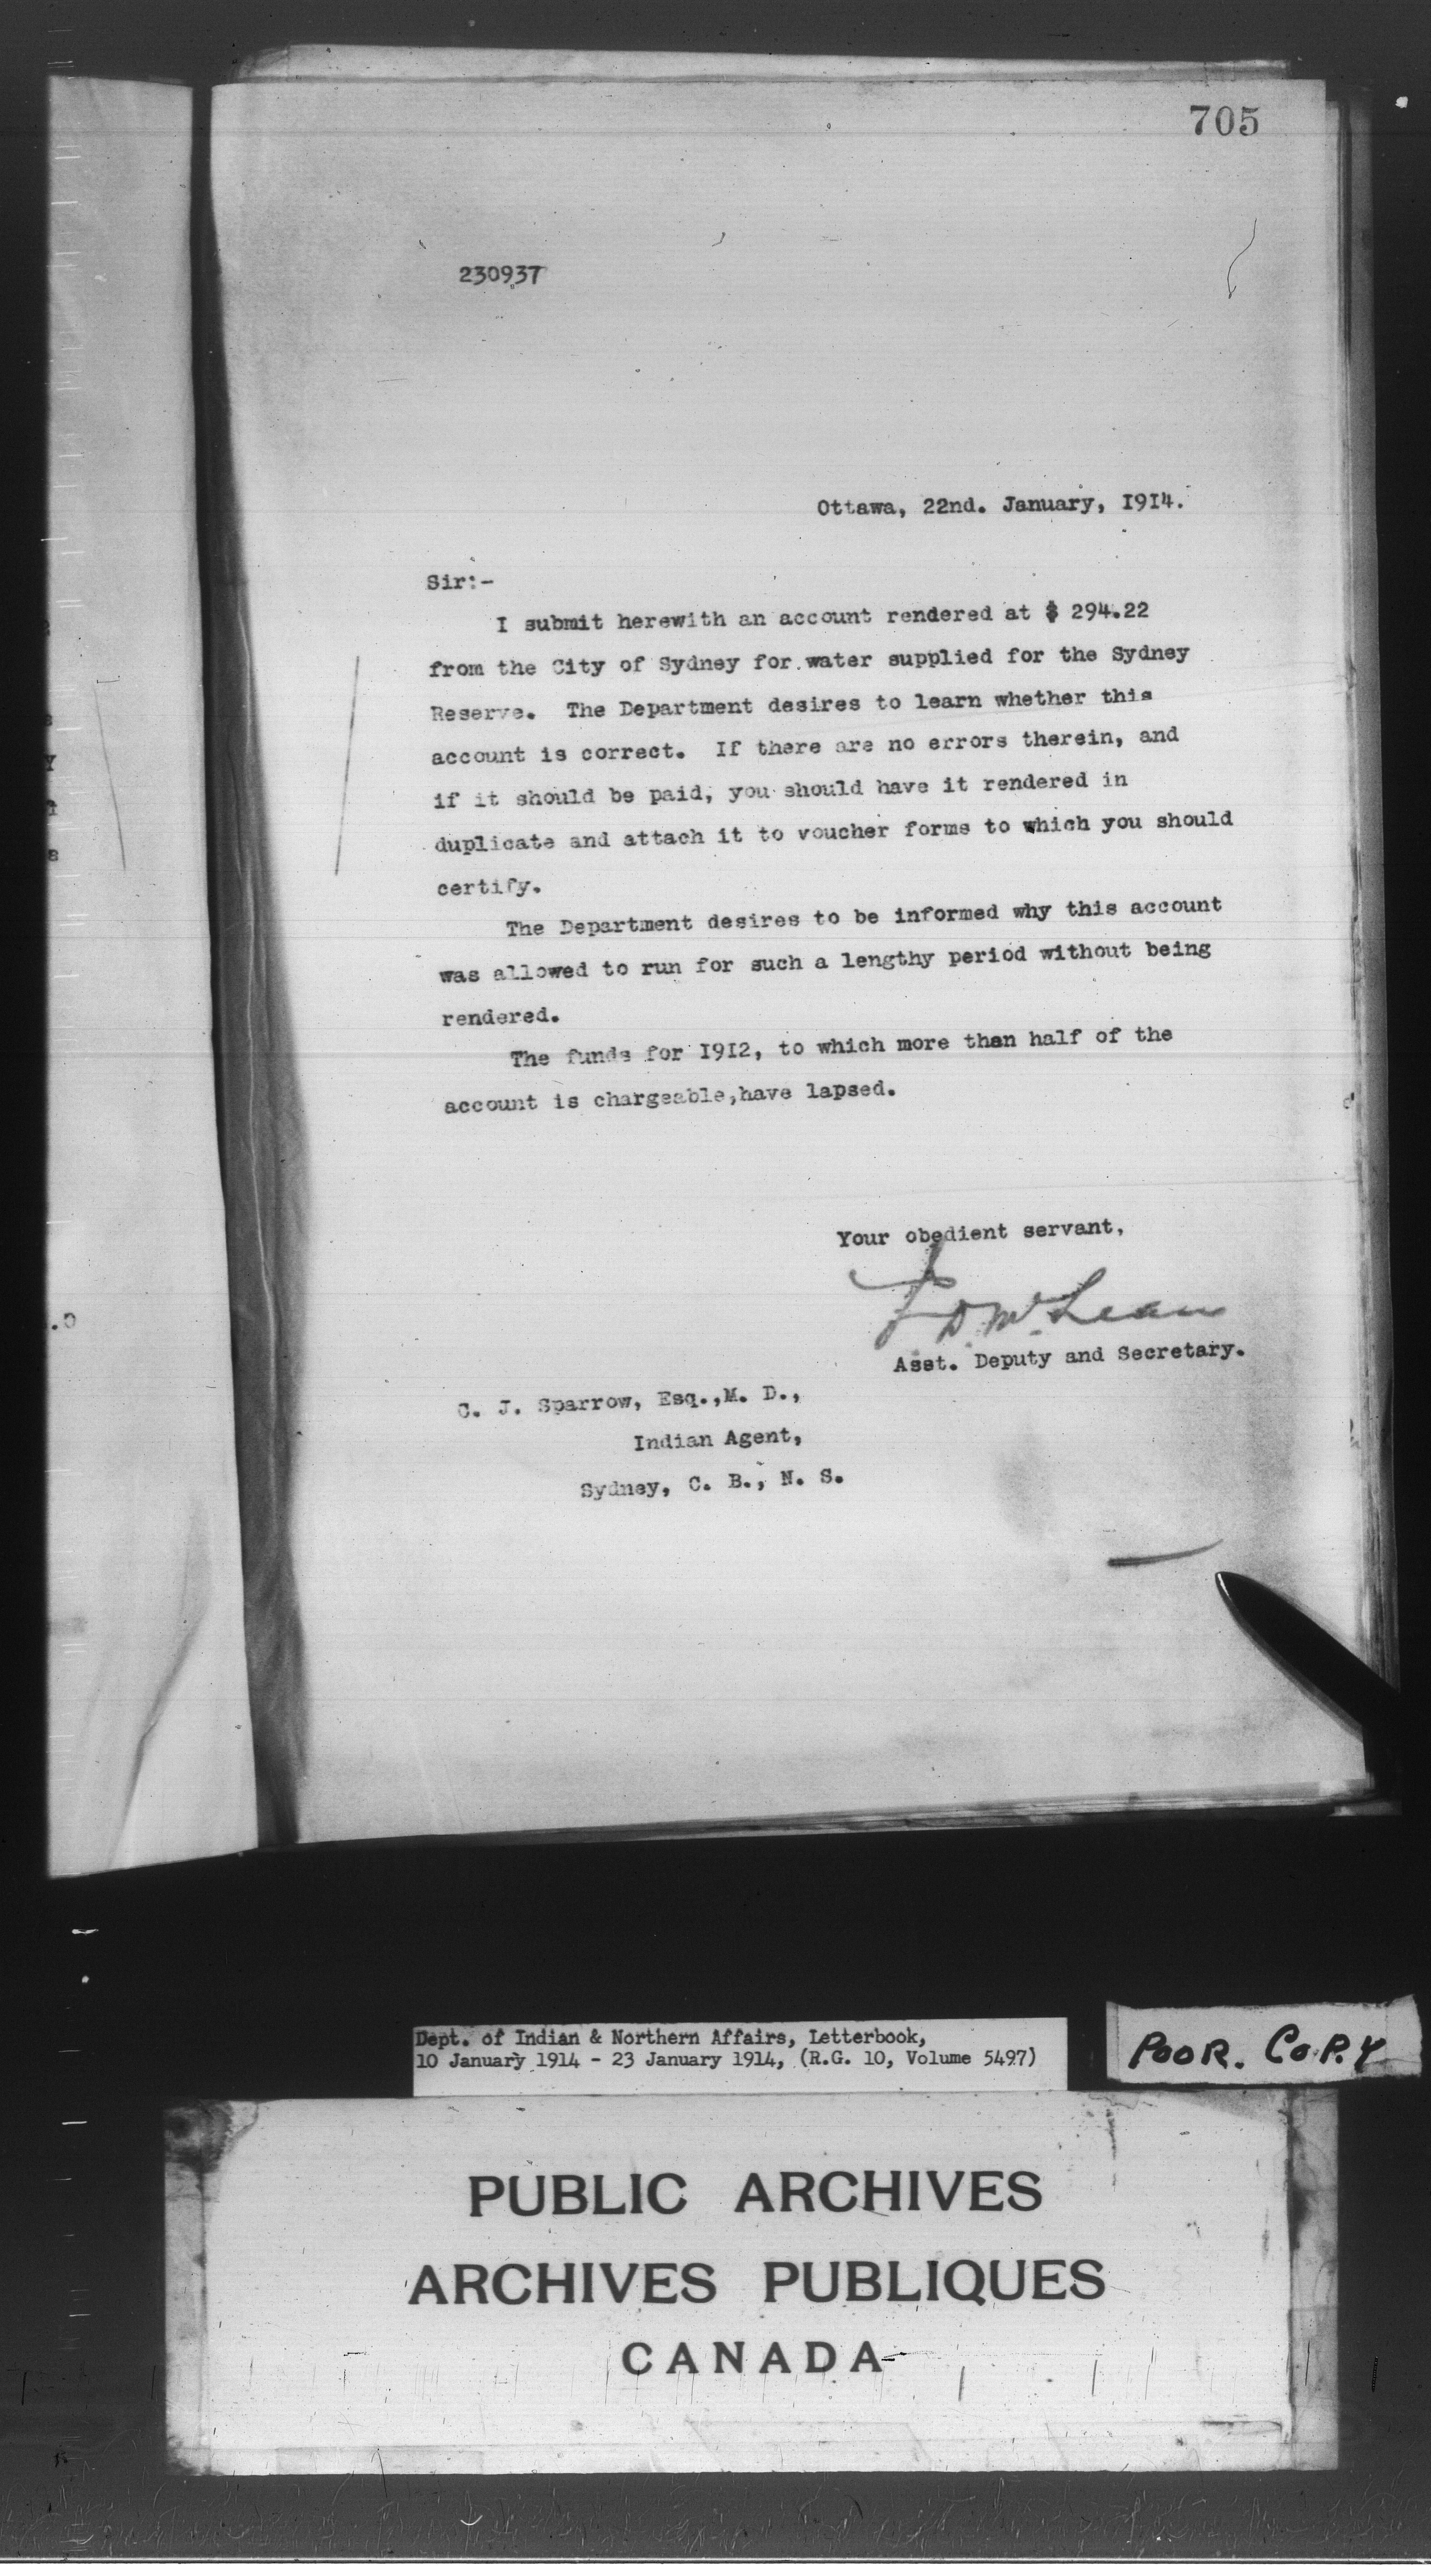 705
230937
Ottawa, 22nd. January, 1914.
Sir:-
I submit herewith an account rendered at $ 294.22
from the City of Sydney for water supplied for the Sydney
Reserve. The Department desires to learn whether this
account is correct. If there are no errors therein, and
if it should be paid, you should have it rendered in
duplicate and attach it to voucher forms to which you should
certify.
The Department desires to be informed why this account
was allowed to run for such a lengthy period without being
rendered.
The funds for 1912, to which more than half of the
account is chargeable,have lapsed.
Your obedient servant,
J D McLean
Asst. Deputy and Secretary.
C. J. Sparrow, Esq.,M. D.,
Indian Agent,
Sydney, C. B., N. S.
Dept. of Indian & Northern Affairs, Letterbook,
10 January 1914 - 23 January 1914, (R.G. 10, Volume 5497)
POOR. COPY
PUBLIC ARCHIVES
ARCHIVES PUBLIQUES
CANADA